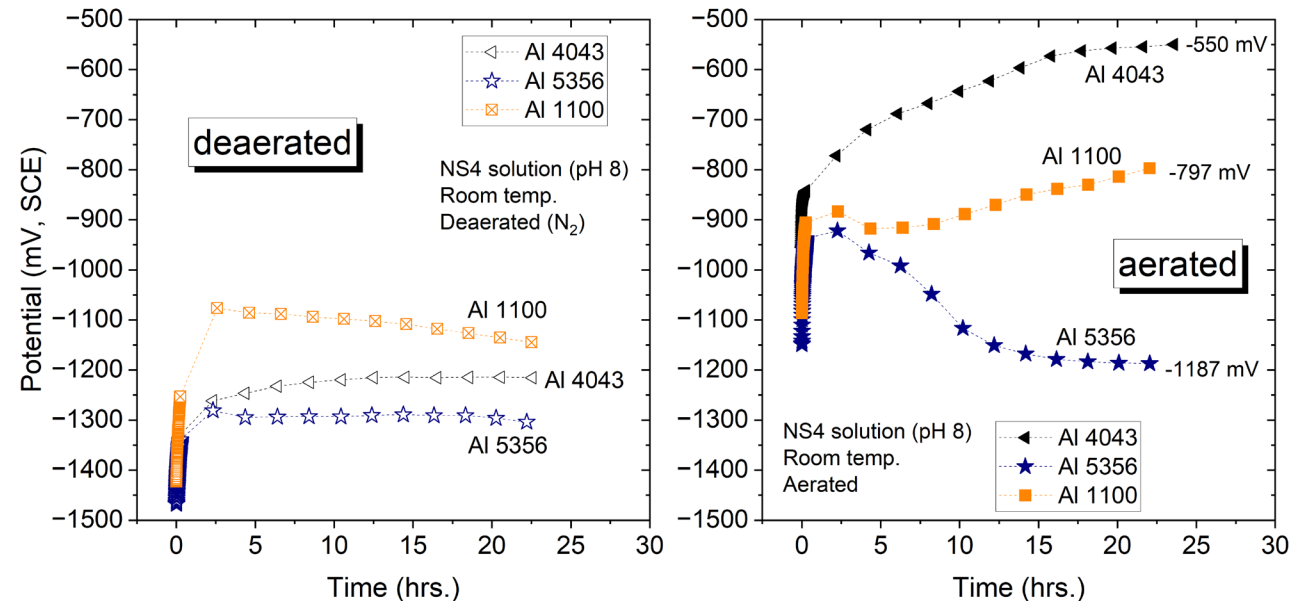 Potential (mV, SCE)
−500
−600
−700
−800
−900
−1000
−1100
−1200
−1300
−1400
−1500
0
5
10
15
20
25
30
Time (hrs.)
Al 4043
Al 5356
Al 1100
deaerated
NS4 solution (pH 8)
Room temp.
Deaerated (N₂)
Al 1100
Al 4043
Al 5356
−500
−600
−700
−800
−900
−1000
−1100
−1200
−1300
−1400
−1500
0
5
10
15
20
25
30
Time (hrs.)
-550 mV
Al 4043
Al 1100
-797 mV
aerated
Al 5356
-1187 mV
NS4 solution (pH 8)
Room temp.
Aerated
Al 4043
Al 5356
Al 1100